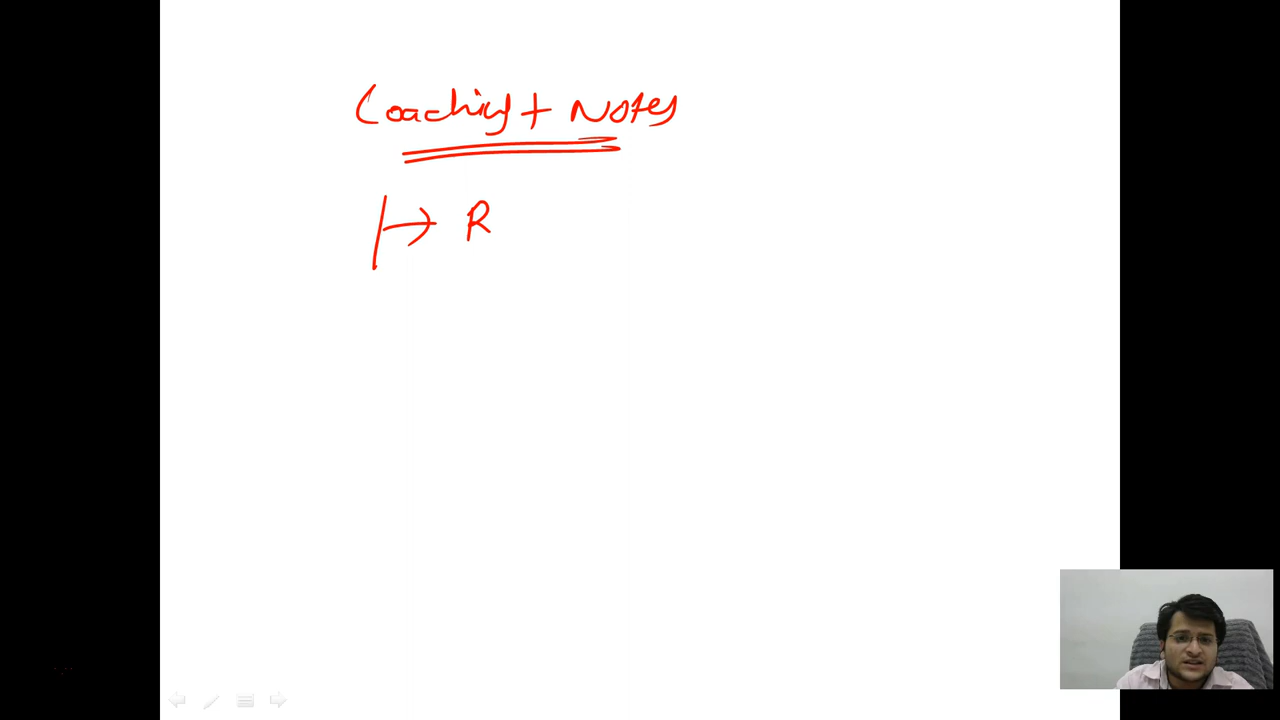 Coaching + Notes
→ R